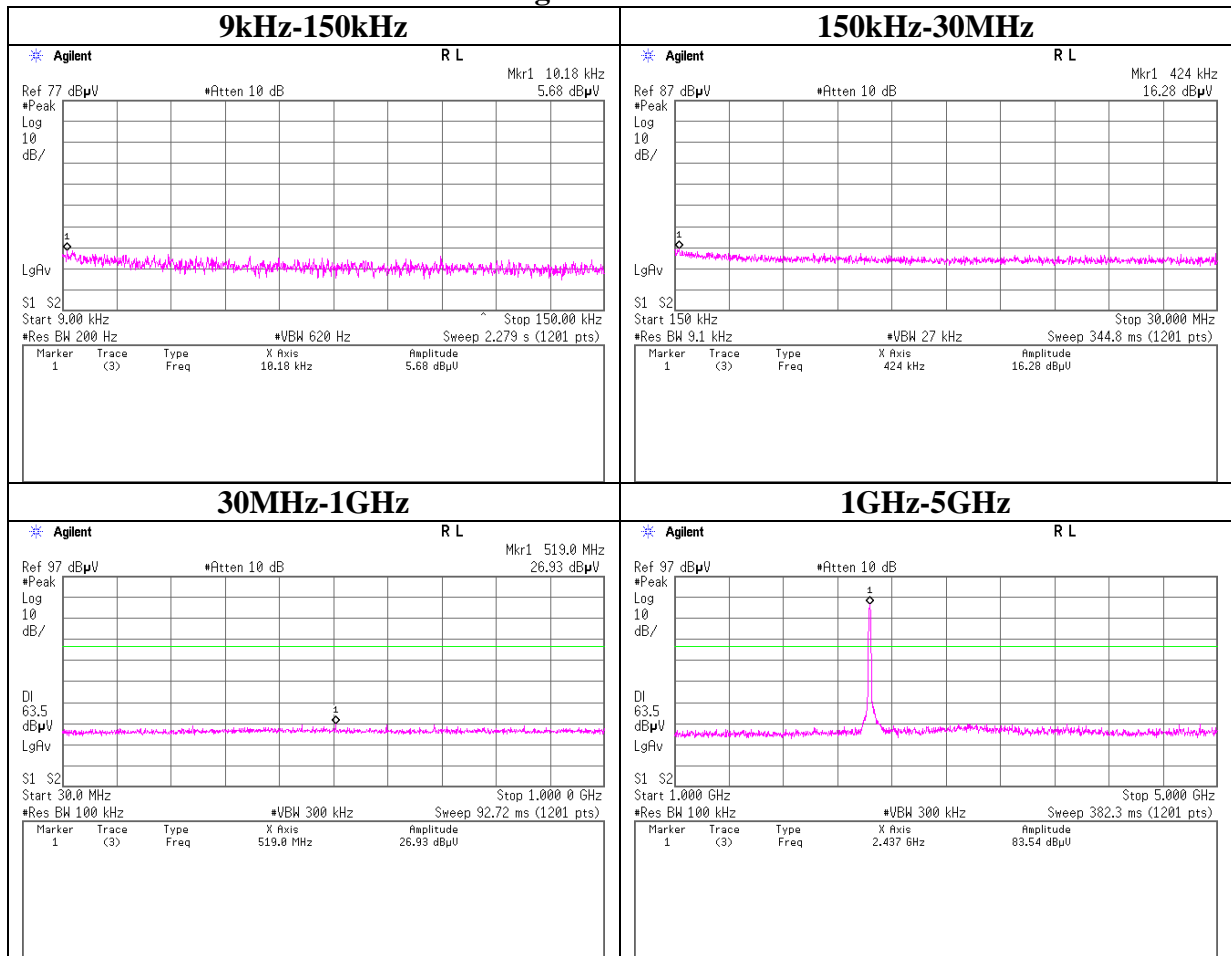 9kHz-150kHz
Agilent R L
Mkr1 10.18 kHz
Ref 77 dBµV #Atten 10 dB 5.68 dBµV
#Peak
Log
10
dB/
1
LgAv
S1 S2
Start 9.00 kHz ^ Stop 150.00 kHz
#Res BW 200 Hz #VBW 620 Hz Sweep 2.279 s (1201 pts)
Marker Trace Type X Axis Amplitude
1 (3) Freq 10.18 kHz 5.68 dBµV
150kHz-30MHz
Agilent R L
Mkr1 424 kHz
Ref 87 dBµV #Atten 10 dB 16.28 dBµV
#Peak
Log
10
dB/
1
LgAv
S1 S2
Start 150 kHz Stop 30.000 MHz
#Res BW 9.1 kHz #VBW 27 kHz Sweep 344.8 ms (1201 pts)
Marker Trace Type X Axis Amplitude
1 (3) Freq 424 kHz 16.28 dBµV
30MHz-1GHz
Agilent R L
Mkr1 519.0 MHz
Ref 97 dBµV #Atten 10 dB 26.93 dBµV
#Peak
Log
10
dB/
DI
63.5
dBµV
1
LgAv
S1 S2
Start 30.0 MHz Stop 1.000 0 GHz
#Res BW 100 kHz #VBW 300 kHz Sweep 92.72 ms (1201 pts)
Marker Trace Type X Axis Amplitude
1 (3) Freq 519.0 MHz 26.93 dBµV
1GHz-5GHz
Agilent R L
Ref 97 dBµV #Atten 10 dB
#Peak
1
Log
10
dB/
DI
63.5
dBµV
LgAv
S1 S2
Start 1.000 GHz Stop 5.000 GHz
#Res BW 100 kHz #VBW 300 kHz Sweep 382.3 ms (1201 pts)
Marker Trace Type X Axis Amplitude
1 (3) Freq 2.437 GHz 83.54 dBµV